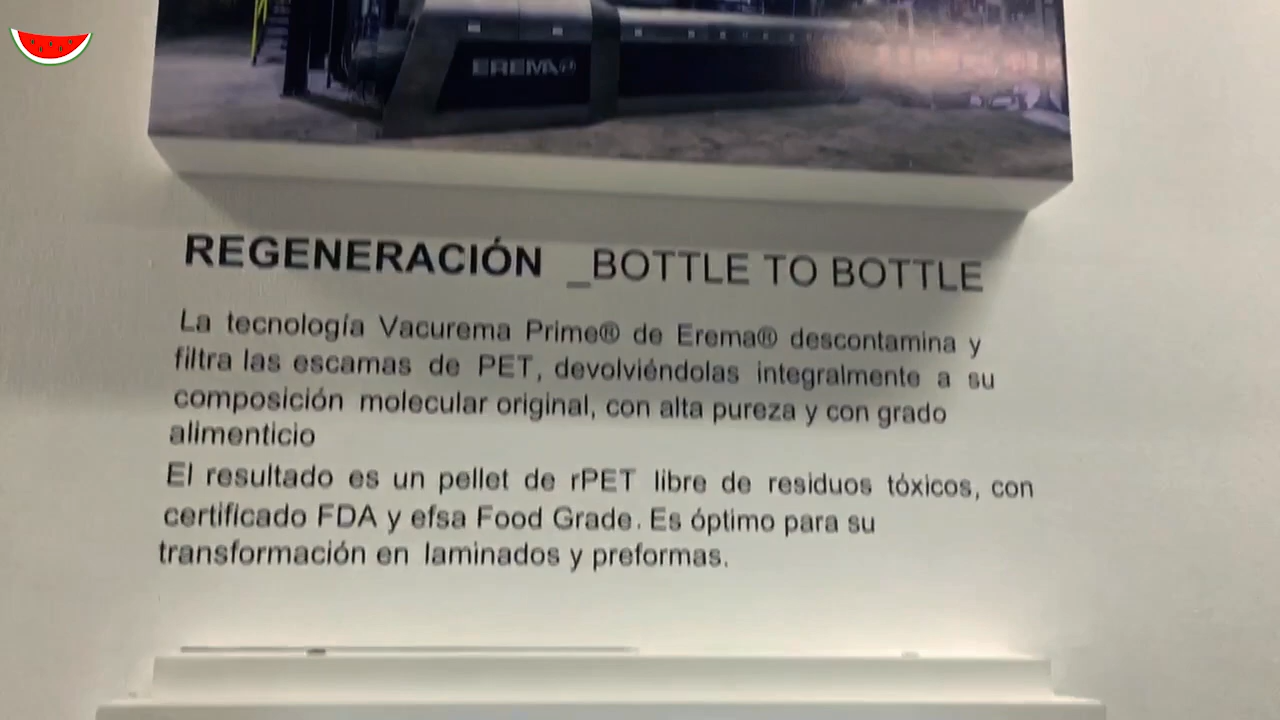 EREMA
REGENERACIÓN _BOTTLE TO BOTTLE
La tecnología Vacurema Prime® de Erema® descontamina y
filtra las escamas de PET, devolviéndolas integralmente a su
composición molecular original, con alta pureza y con grado
alimenticio
El resultado es un pellet de rPET libre de residuos tóxicos, con
certificado FDA y efsa Food Grade. Es óptimo para su
transformación en laminados y preformas.